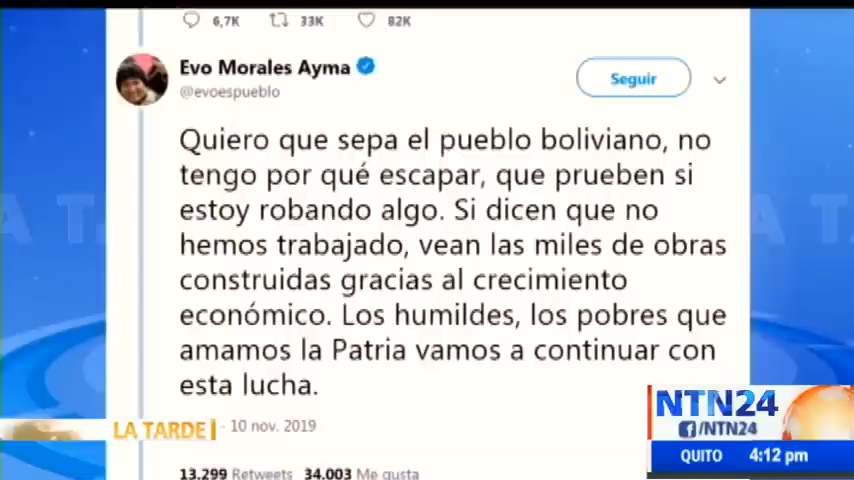 6,7K 33K 82K
Evo Morales Ayma
@evoespueblo
Seguir
Quiero que sepa el pueblo boliviano, no
tengo por qué escapar, que prueben si
estoy robando algo. Si dicen que no
hemos trabajado, vean las miles de obras
construidas gracias al crecimiento
económico. Los humildes, los pobres que
amamos la Patria vamos a continuar con
esta lucha.
LA TARDE
- 10 nov. 2019
13.299 Retweets 34.003 Me gusta
NTN24
/NTN24
QUITO 4:12 pm